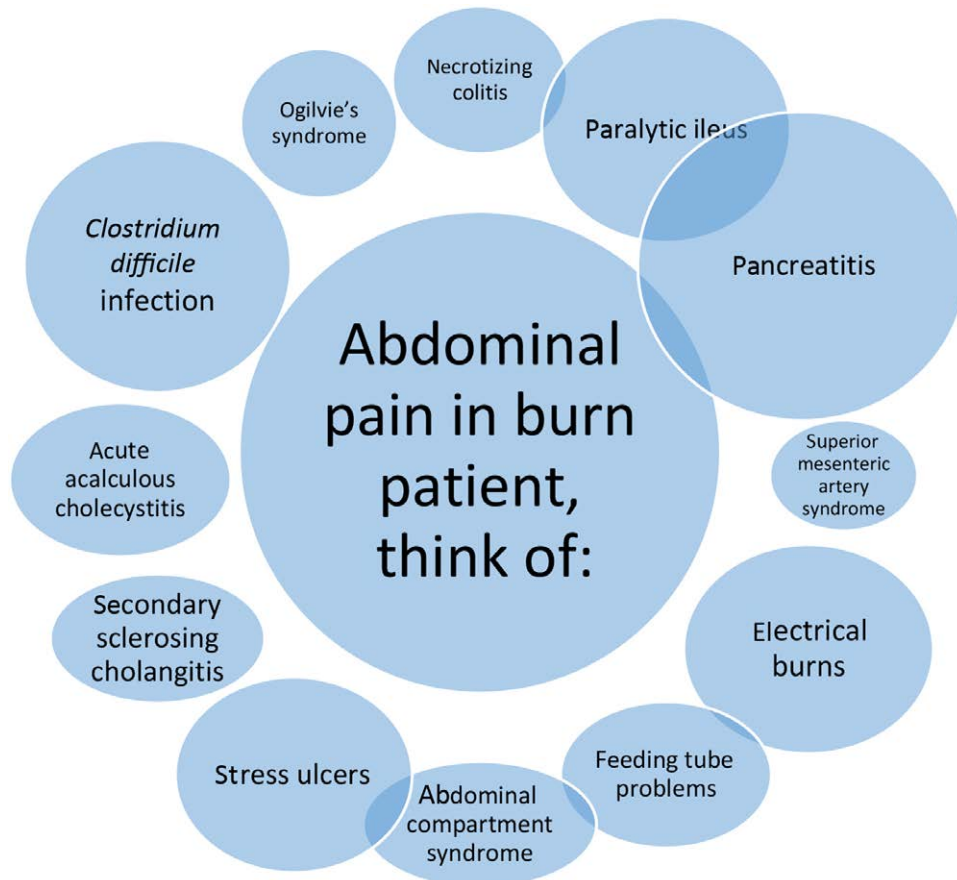 Abdominal
pain in burn
patient,
think of:
Necrotizing
colitis
Paralytic ileus
Pancreatitis
Superior
mesenteric
artery
syndrome
Electrical
burns
Feeding tube
problems
Abdominal
compartment
syndrome
Stress ulcers
Secondary
sclerosing
cholangitis
Acute
acalculous
cholecystitis
Clostridium
difficile
infection
Ogilvie’s
syndrome